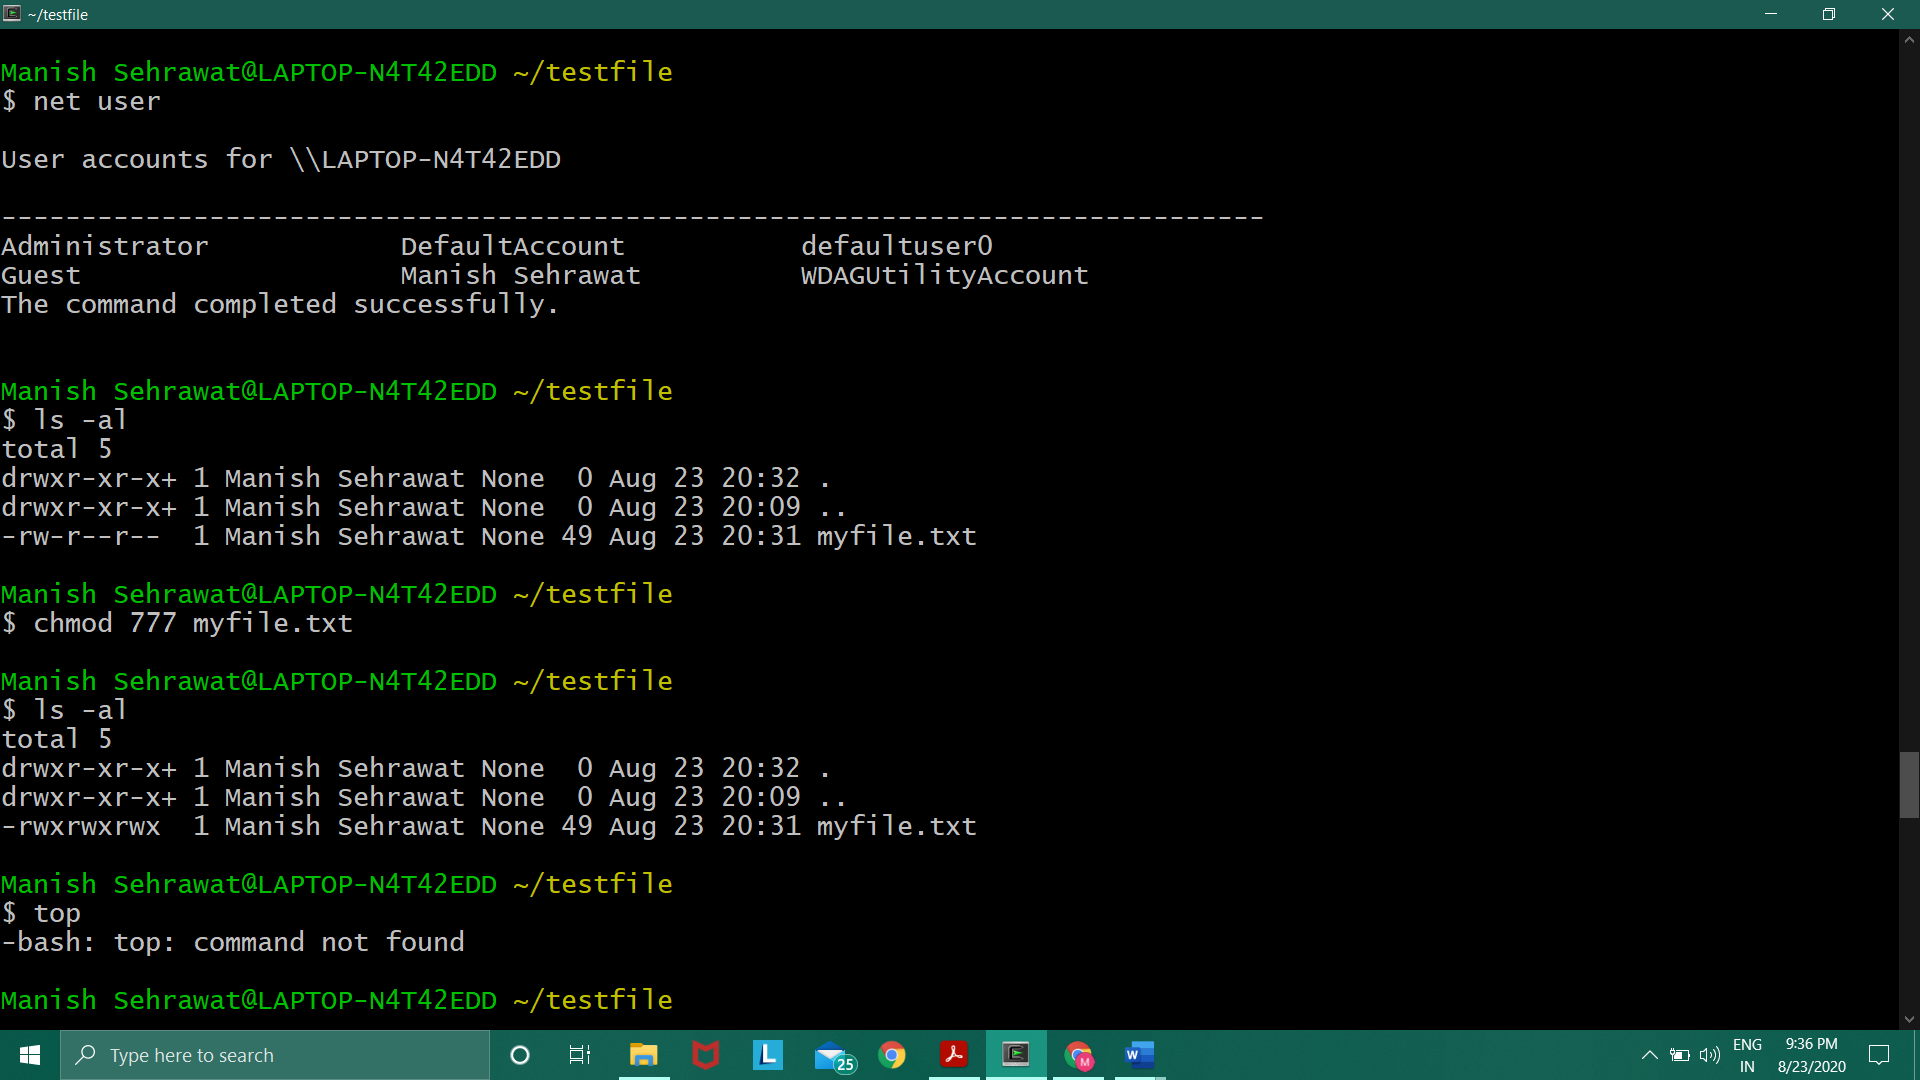 ~/testfile
Manish Sehrawat@LAPTOP-N4T42EDD ~/testfile
$ net user
User accounts for \\LAPTOP-N4T42EDD
-------------------------------------------------------------------------------
Administrator            DefaultAccount           defaultuser0
Guest                    Manish Sehrawat          WDAGUtilityAccount
The command completed successfully.
Manish Sehrawat@LAPTOP-N4T42EDD ~/testfile
$ ls -al
total 5
drwxr-xr-x+ 1 Manish Sehrawat None  0 Aug 23 20:32 .
drwxr-xr-x+ 1 Manish Sehrawat None  0 Aug 23 20:09 ..
-rw-r--r--  1 Manish Sehrawat None 49 Aug 23 20:31 myfile.txt
Manish Sehrawat@LAPTOP-N4T42EDD ~/testfile
$ chmod 777 myfile.txt
Manish Sehrawat@LAPTOP-N4T42EDD ~/testfile
$ ls -al
total 5
drwxr-xr-x+ 1 Manish Sehrawat None  0 Aug 23 20:32 .
drwxr-xr-x+ 1 Manish Sehrawat None  0 Aug 23 20:09 ..
-rwxrwxrwx  1 Manish Sehrawat None 49 Aug 23 20:31 myfile.txt
Manish Sehrawat@LAPTOP-N4T42EDD ~/testfile
$ top
-bash: top: command not found
Manish Sehrawat@LAPTOP-N4T42EDD ~/testfile
Type here to search
L
25
M
W
ENG
IN
9:36 PM
8/23/2020